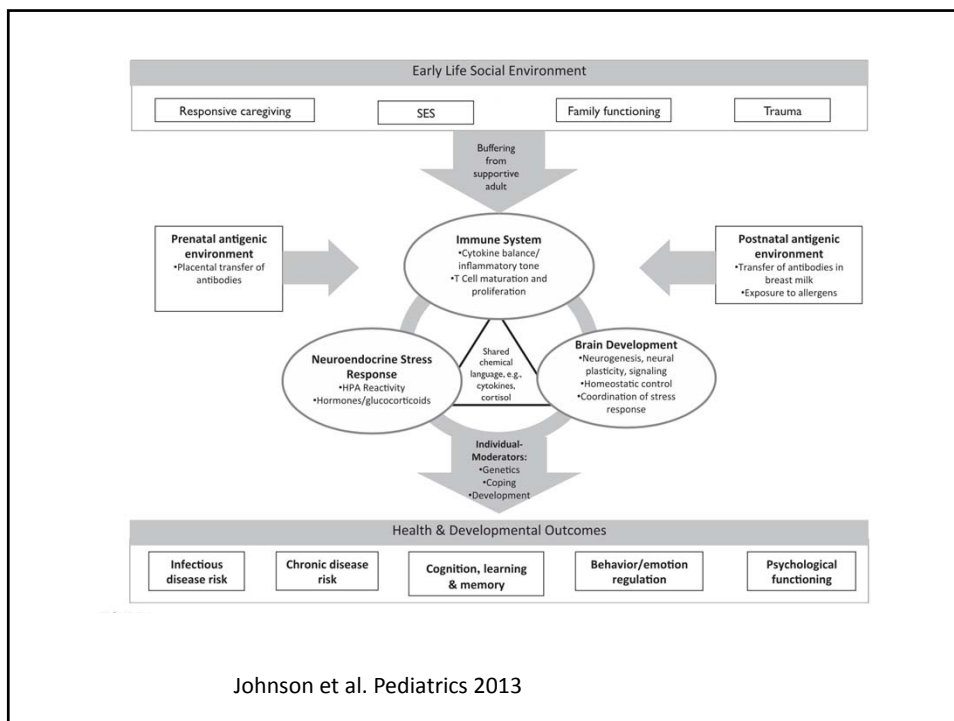 Early Life Social Environment
Responsive caregiving
SES
Family functioning
Trauma
Buffering
from
supportive
adult
Prenatal antigenic
environment
•Placental transfer of
antibodies
Immune System
•Cytokine balance/
inflammatory tone
•T Cell maturation and
proliferation
Postnatal antigenic
environment
•Transfer of antibodies in
breast milk
•Exposure to allergens
Neuroendocrine Stress
Response
•HPA Reactivity
•Hormones/glucocorticoids
Shared
chemical
language, e.g.,
cytokines,
cortisol
Brain Development
•Neurogenesis, neural
plasticity, signaling
•Homeostatic control
•Coordination of stress
response
Individual-
Moderators:
•Genetics
•Coping
•Development
Health & Developmental Outcomes
Infectious
disease risk
Chronic disease
risk
Cognition, learning
& memory
Behavior/emotion
regulation
Psychological
functioning
Johnson et al. Pediatrics 2013